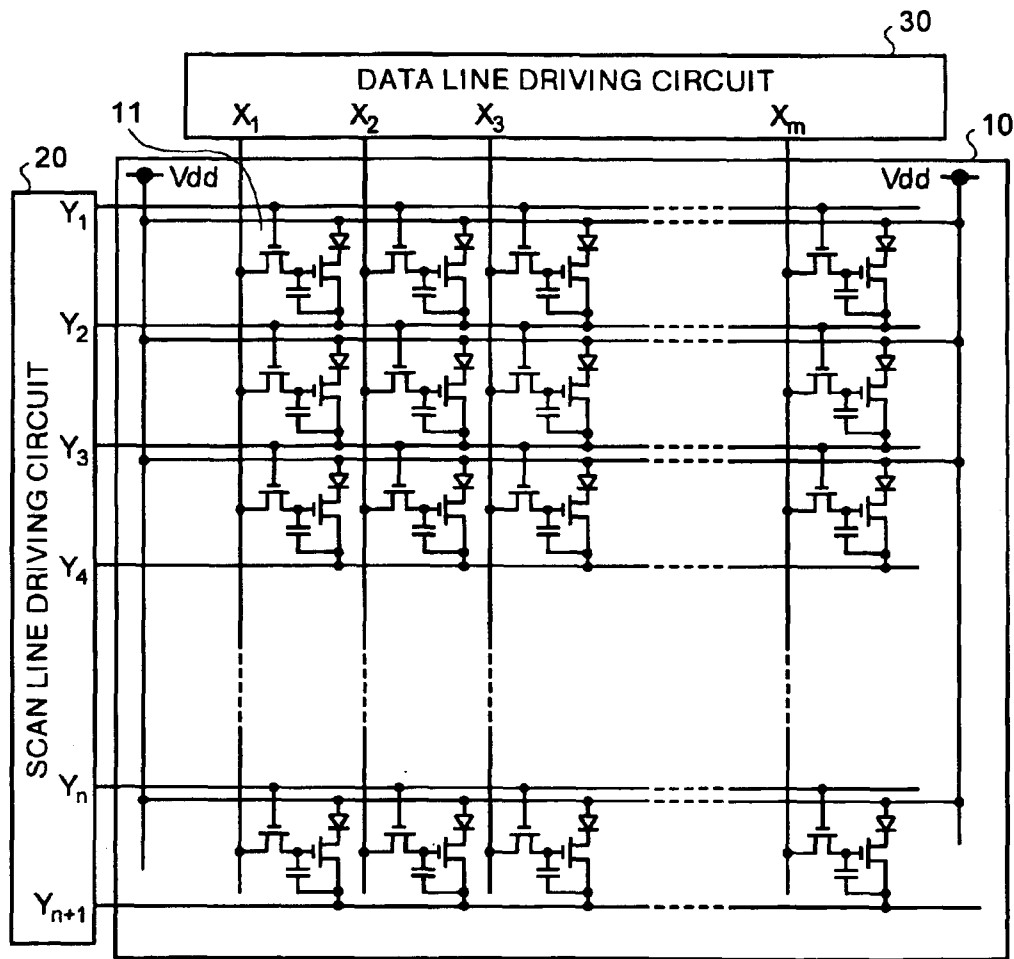 30
DATA LINE DRIVING CIRCUIT
X₁ X₂ X₃ Xₘ
11
10
20
Vdd Vdd
Y₁
Y₂
Y₃
Y₄
Yₙ
Yₙ₊₁
SCAN LINE DRIVING CIRCUIT